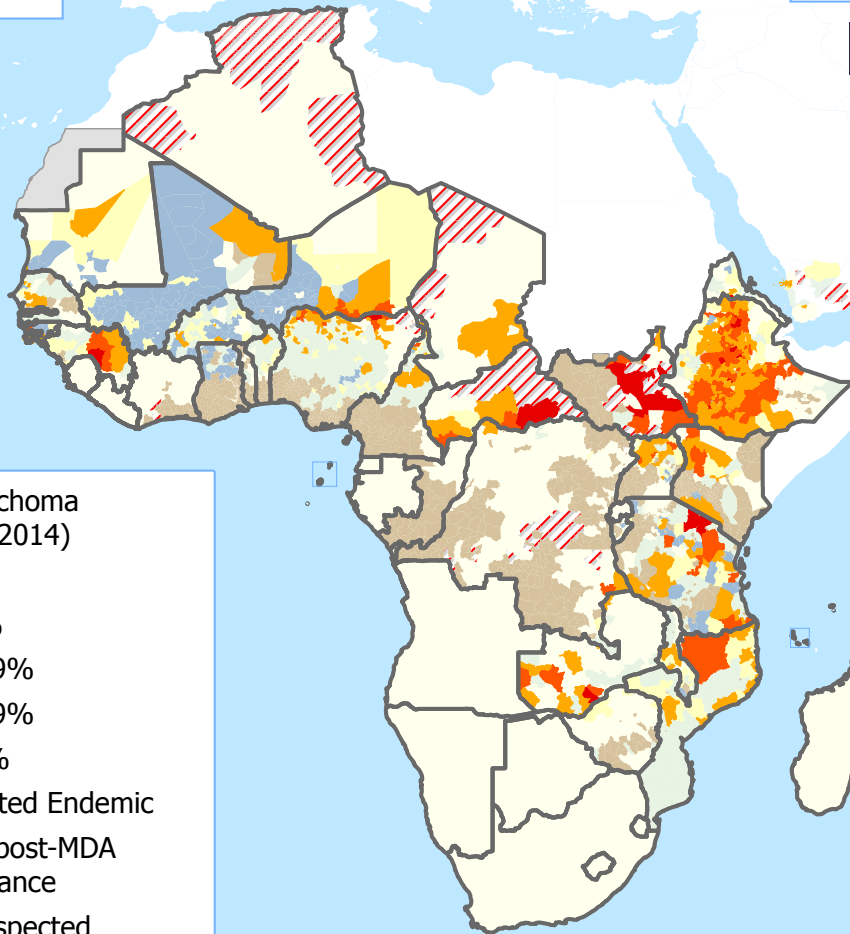 choma
2014)
%
9%
9%
%
ted Endemic
post-MDA
ance
spected